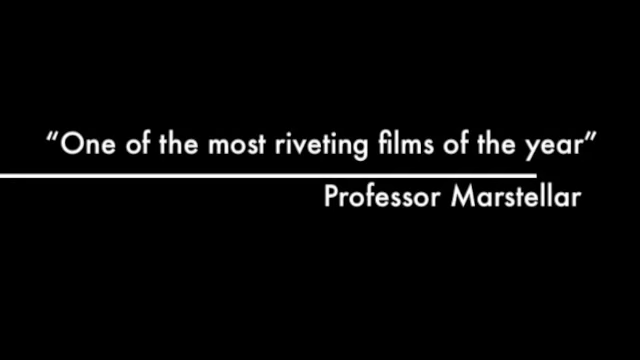 “One of the most riveting films of the year”
Professor Marstellar